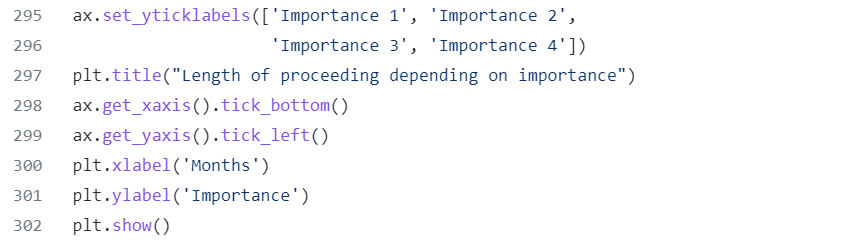 295 ax.set_yticklabels(['Importance 1', 'Importance 2',
296 'Importance 3', 'Importance 4'])
297 plt.title("Length of proceeding depending on importance")
298 ax.get_xaxis().tick_bottom()
299 ax.get_yaxis().tick_left()
300 plt.xlabel('Months')
301 plt.ylabel('Importance')
302 plt.show()